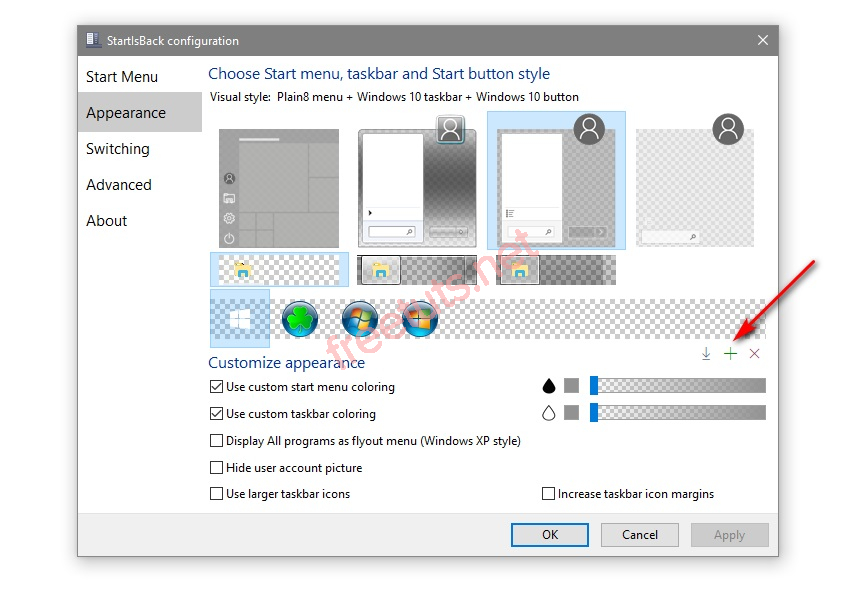 StartIsBack configuration
Start Menu
Appearance
Switching
Advanced
About
Choose Start menu, taskbar and Start button style
Visual style: Plain8 menu + Windows 10 taskbar + Windows 10 button
freetuts.net
Customize appearance
Use custom start menu coloring
Use custom taskbar coloring
Display All programs as flyout menu (Windows XP style)
Hide user account picture
Use larger taskbar icons
Increase taskbar icon margins
OK
Cancel
Apply